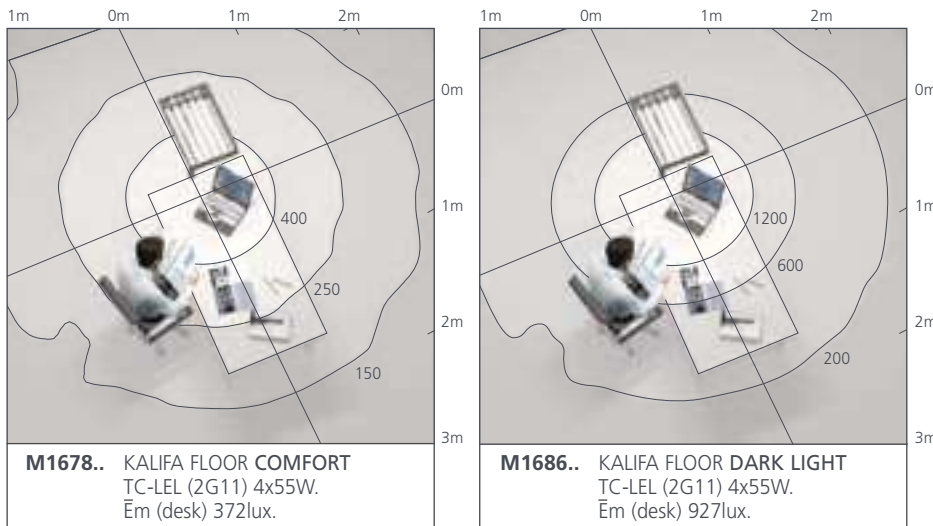 1m 0m 1m 2m
0m
1m
2m
3m
400
250
150
M1678.. KALIFA FLOOR COMFORT
TC-LEL (2G11) 4x55W.
Ēm (desk) 372lux.
1m 0m 1m 2m
0m
1m
2m
3m
1200
600
200
M1686.. KALIFA FLOOR DARK LIGHT
TC-LEL (2G11) 4x55W.
Ēm (desk) 927lux.